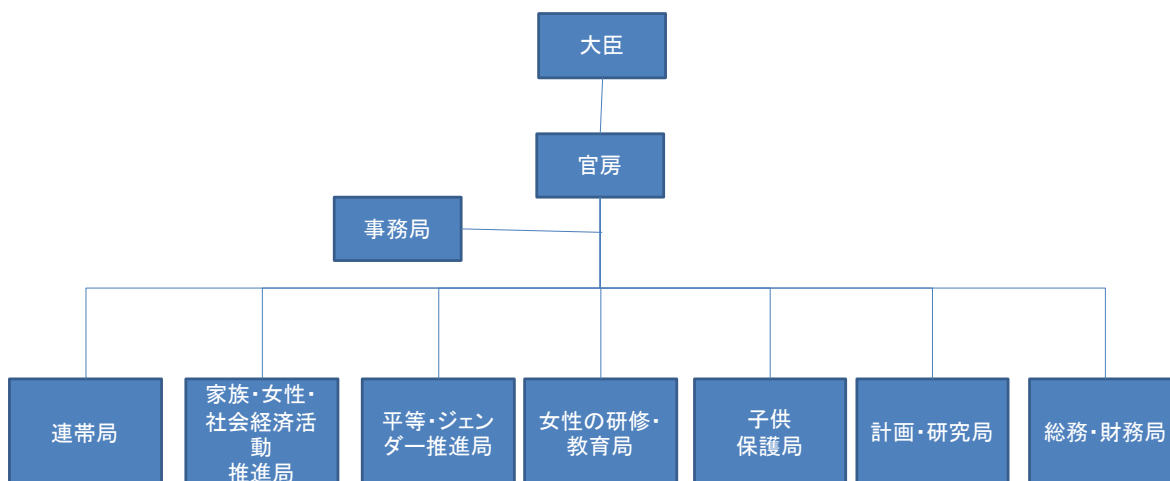 大臣
官房
事務局
連帯局
家族・女性・
社会経済活
動
推進局
平等・ジェン
ダー推進局
女性の研修・
教育局
子供
保護局
計画・研究局
総務・財務局